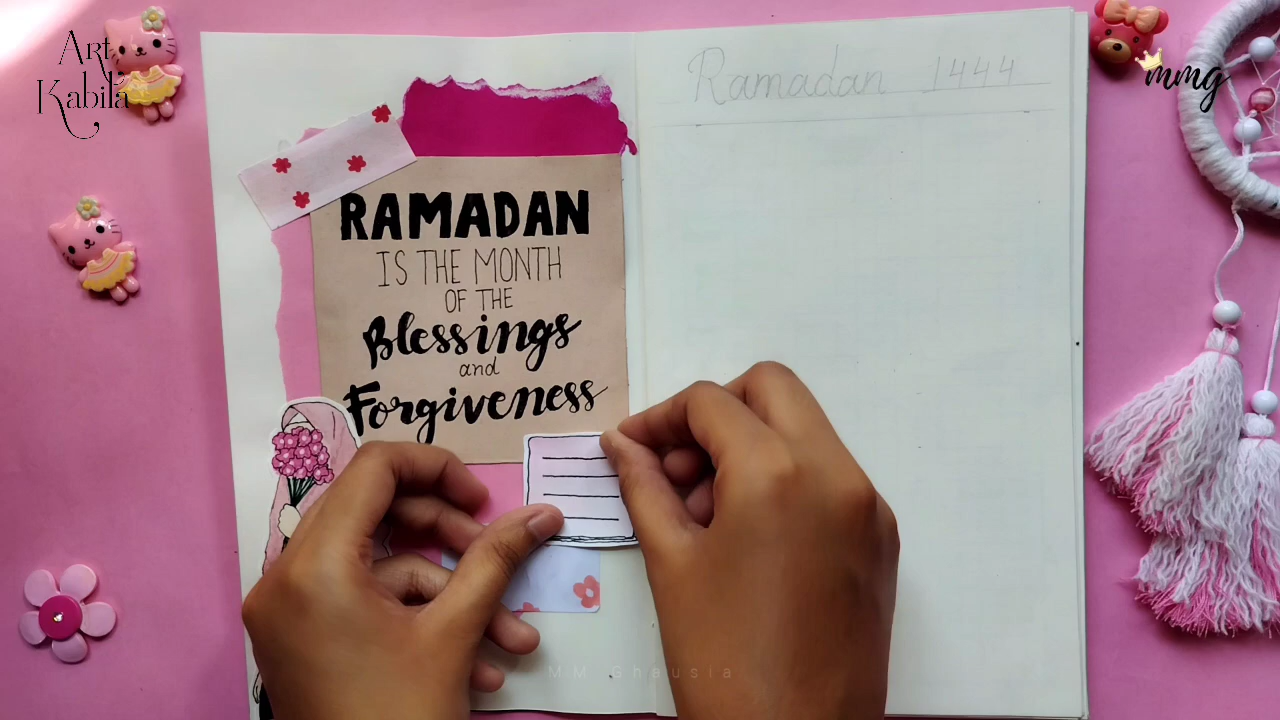 Art
Kabila
mmg
Ramadan 1444
RAMADAN
IS THE MONTH
OF THE
Blessings
and
Forgiveness
MM Ghausia